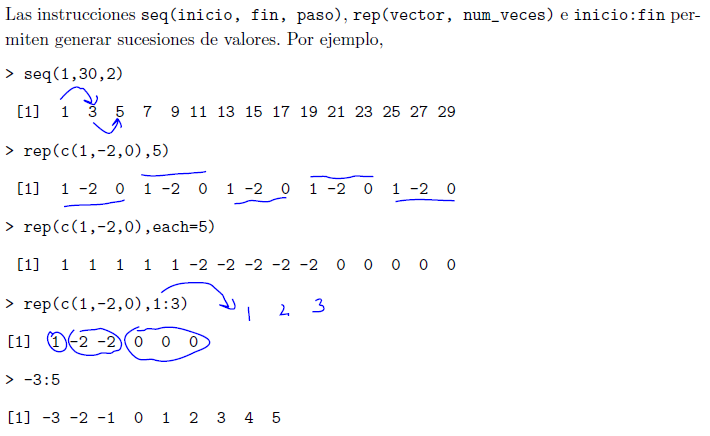 Las instrucciones seq(inicio, fin, paso), rep(vector, num_veces) e inicio:fin per-
miten generar sucesiones de valores. Por ejemplo,
> seq(1,30,2)
[1] 1 3 5 7 9 11 13 15 17 19 21 23 25 27 29
> rep(c(1,-2,0),5)
[1] 1 -2 0 1 -2 0 1 -2 0 1 -2 0 1 -2 0
> rep(c(1,-2,0),each=5)
[1] 1 1 1 1 1 -2 -2 -2 -2 -2 0 0 0 0 0
> rep(c(1,-2,0),1:3) 1 2 3
[1] 1 -2 -2 0 0 0
> -3:5
[1] -3 -2 -1 0 1 2 3 4 5